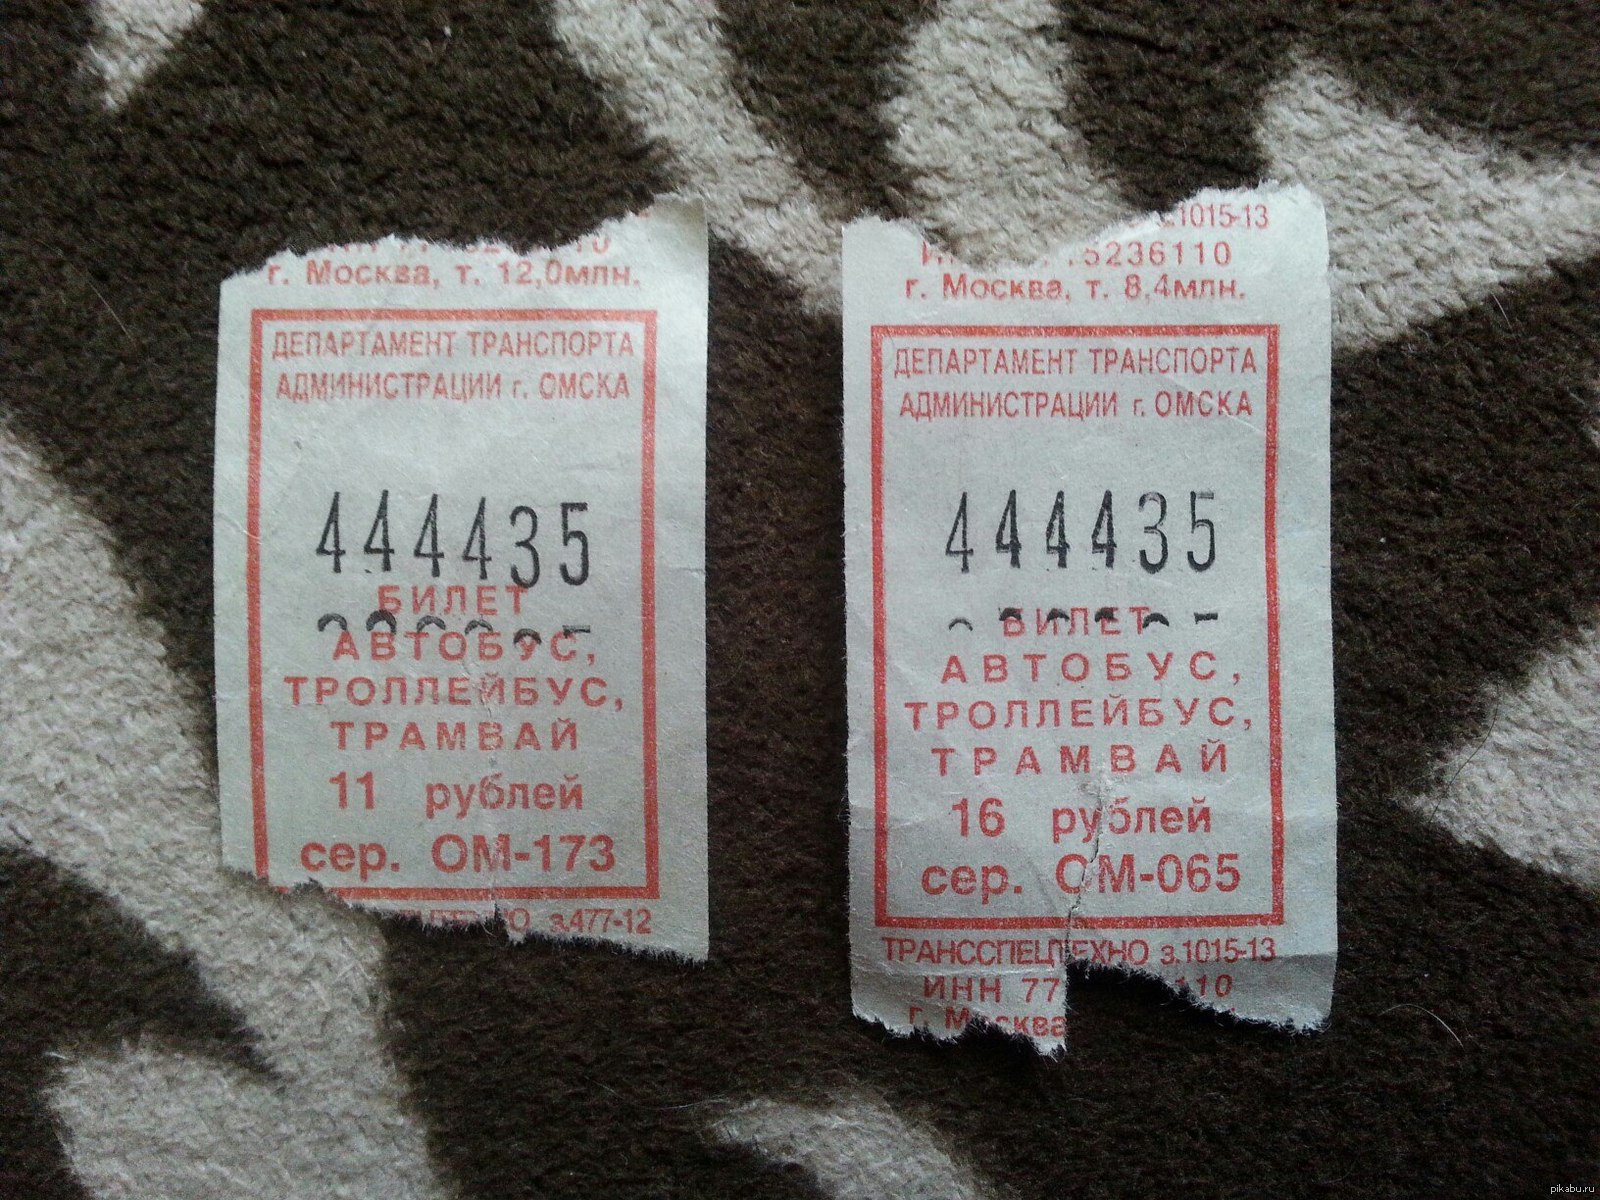 г. Москва, т. 12,0млн.
ДЕПАРТАМЕНТ ТРАНСПОРТА
АДМИНИСТРАЦИИ г. ОМСКА
444435
БИЛЕТ
АВТОБУС,
ТРОЛЛЕЙБУС,
ТРАМВАЙ
11 рублей
сер. ОМ-173
з.477-12
з.1015-13
5236110
г. Москва, т. 8,4млн.
ДЕПАРТАМЕНТ ТРАНСПОРТА
АДМИНИСТРАЦИИ г. ОМСКА
444435
БИЛЕТ
АВТОБУС,
ТРОЛЛЕЙБУС,
ТРАМВАЙ
16 рублей
сер. ОМ-065
ТРАНССПЕЦТЕХНО з.1015-13
ИНН 77 110
г. Москва
pikabu.ru